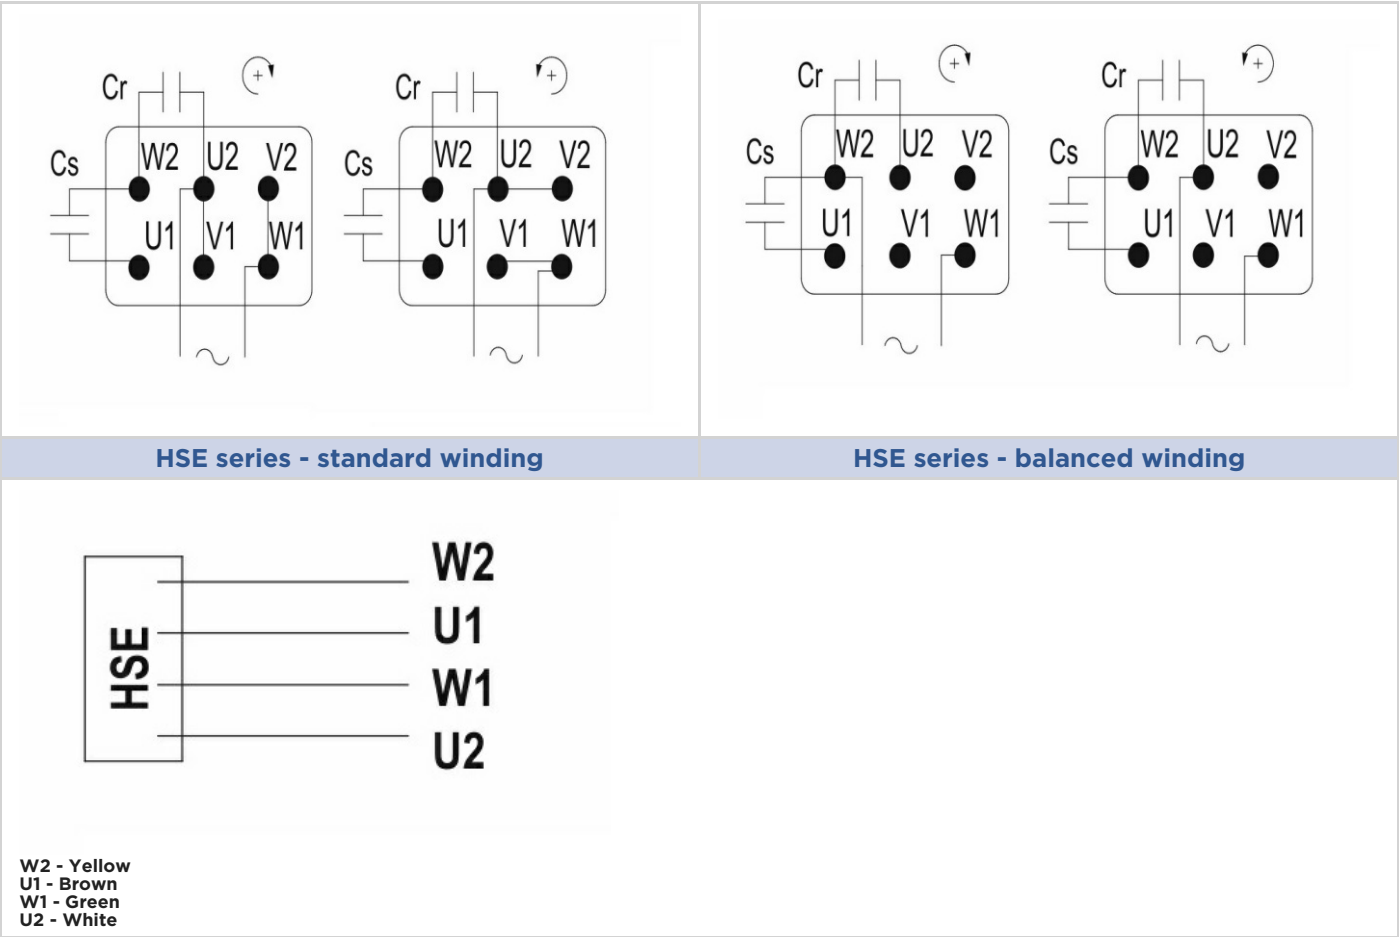 Cr
Cs
W2 U2 V2
U1 V1 W1
Cr
Cs
W2 U2 V2
U1 V1 W1
Cr
Cs
W2 U2 V2
U1 V1 W1
Cr
Cs
W2 U2 V2
U1 V1 W1
HSE series - standard winding
HSE series - balanced winding
HSE
W2
U1
W1
U2
W2 - Yellow
U1 - Brown
W1 - Green
U2 - White